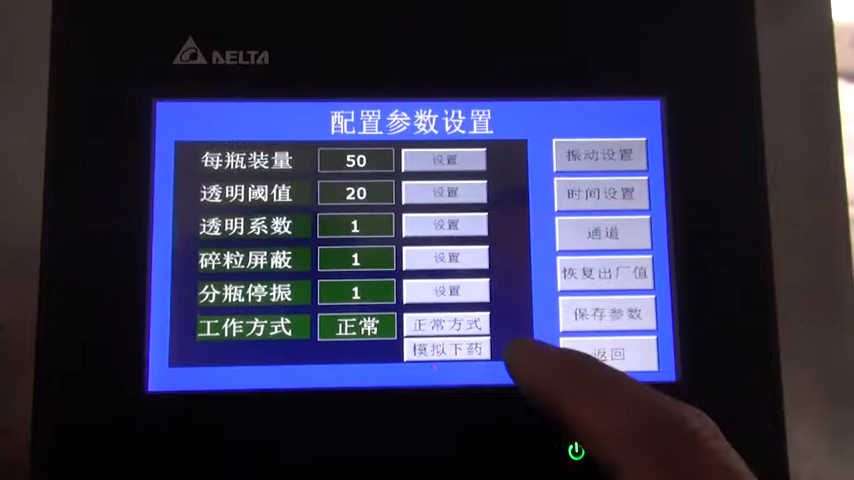 DELTA
配置参数设置
每瓶装量 50 设置 振动设置
透明阈值 20 设置 时间设置
透明系数 1 设置 通道
碎粒屏蔽 1 设置 恢复出厂值
分瓶停振 1 设置 保存参数
工作方式 正常 正常方式
模拟下药 返回